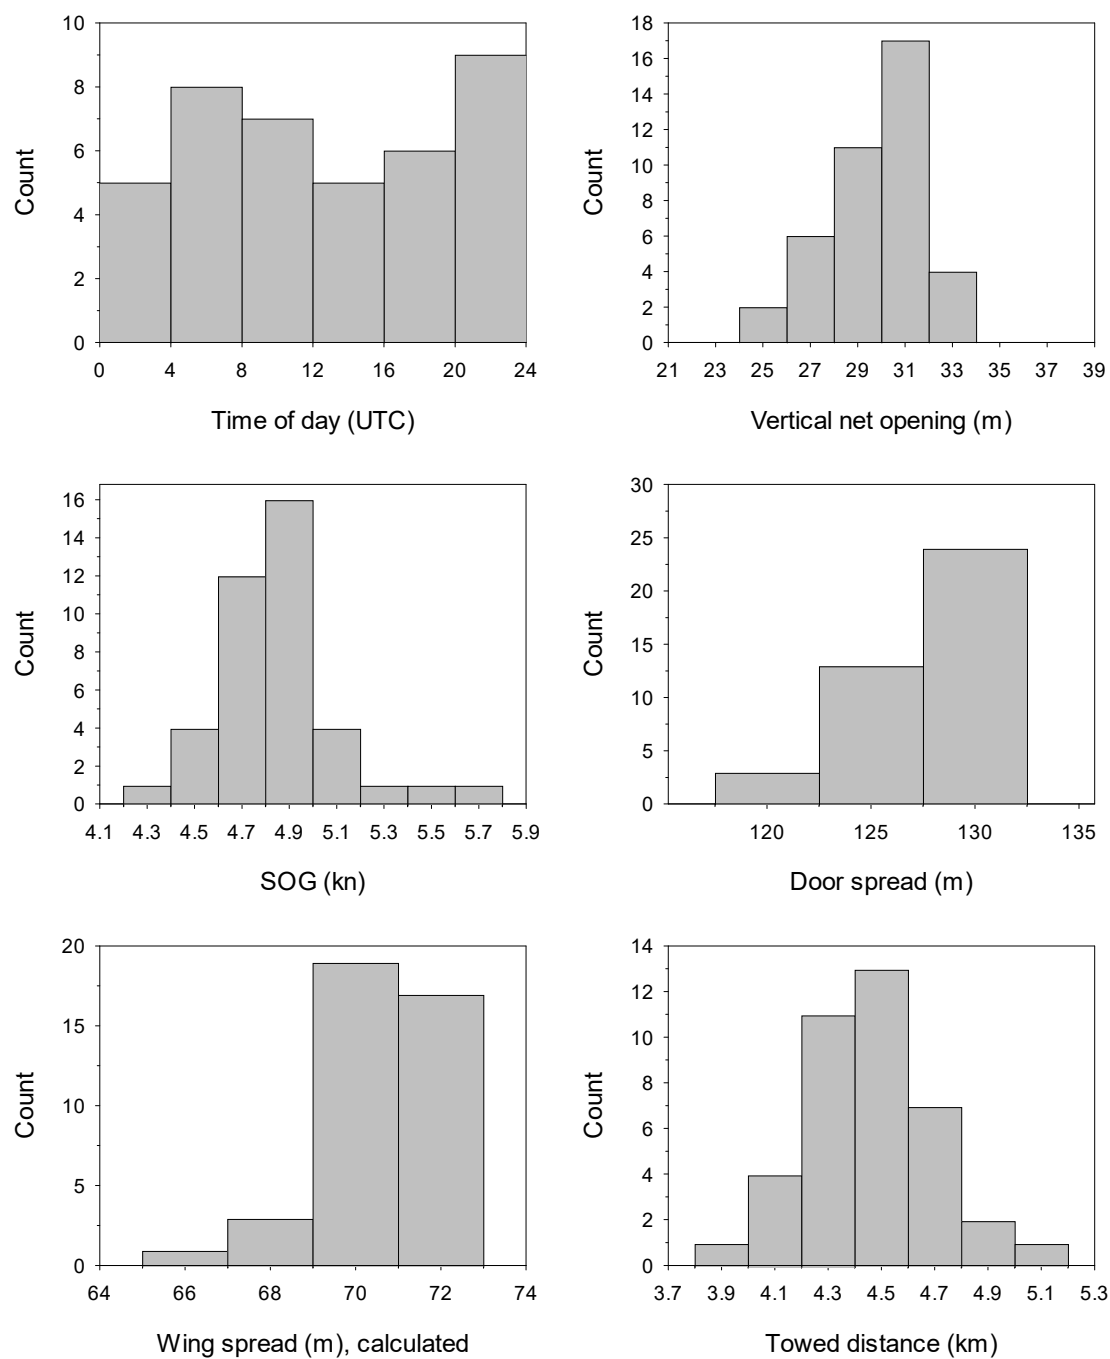 10
8
6
4
2
0
Count
0 4 8 12 16 20 24
Time of day (UTC)
18
16
14
12
10
8
6
4
2
0
Count
21 23 25 27 29 31 33 35 37 39
Vertical net opening (m)
16
14
12
10
8
6
4
2
0
Count
4.1 4.3 4.5 4.7 4.9 5.1 5.3 5.5 5.7 5.9
SOG (kn)
30
25
20
15
10
5
0
Count
120 125 130 135
Door spread (m)
20
15
10
5
0
Count
64 66 68 70 72 74
Wing spread (m), calculated
14
12
10
8
6
4
2
0
Count
3.7 3.9 4.1 4.3 4.5 4.7 4.9 5.1 5.3
Towed distance (km)